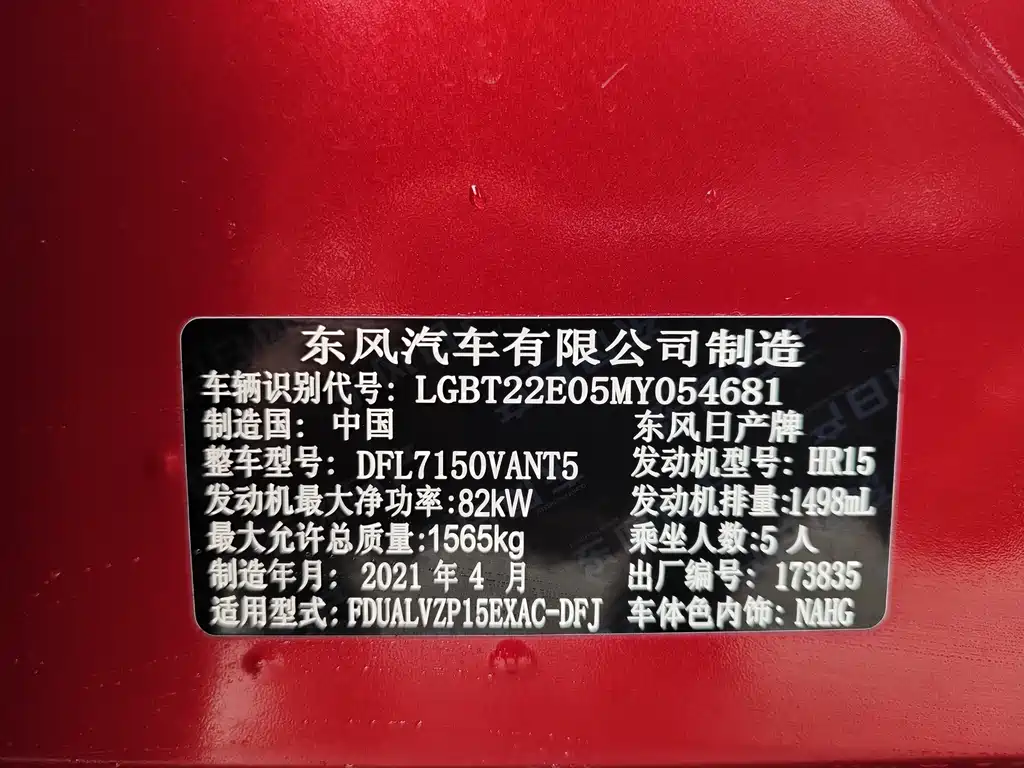 东风汽车有限公司制造
车辆识别代号: LGBT22E05MY054681
制造国: 中国 东风日产牌
整车型号: DFL7150VANT5 发动机型号: HR15
发动机最大净功率:82kW 发动机排量:1498mL
最大允许总质量:1565kg 乘坐人数:5 人
制造年月: 2021 年 4 月 出厂编号: 173835
适用型式: FDUALVZP15EXAC-DFJ 车体色内饰: NAHG